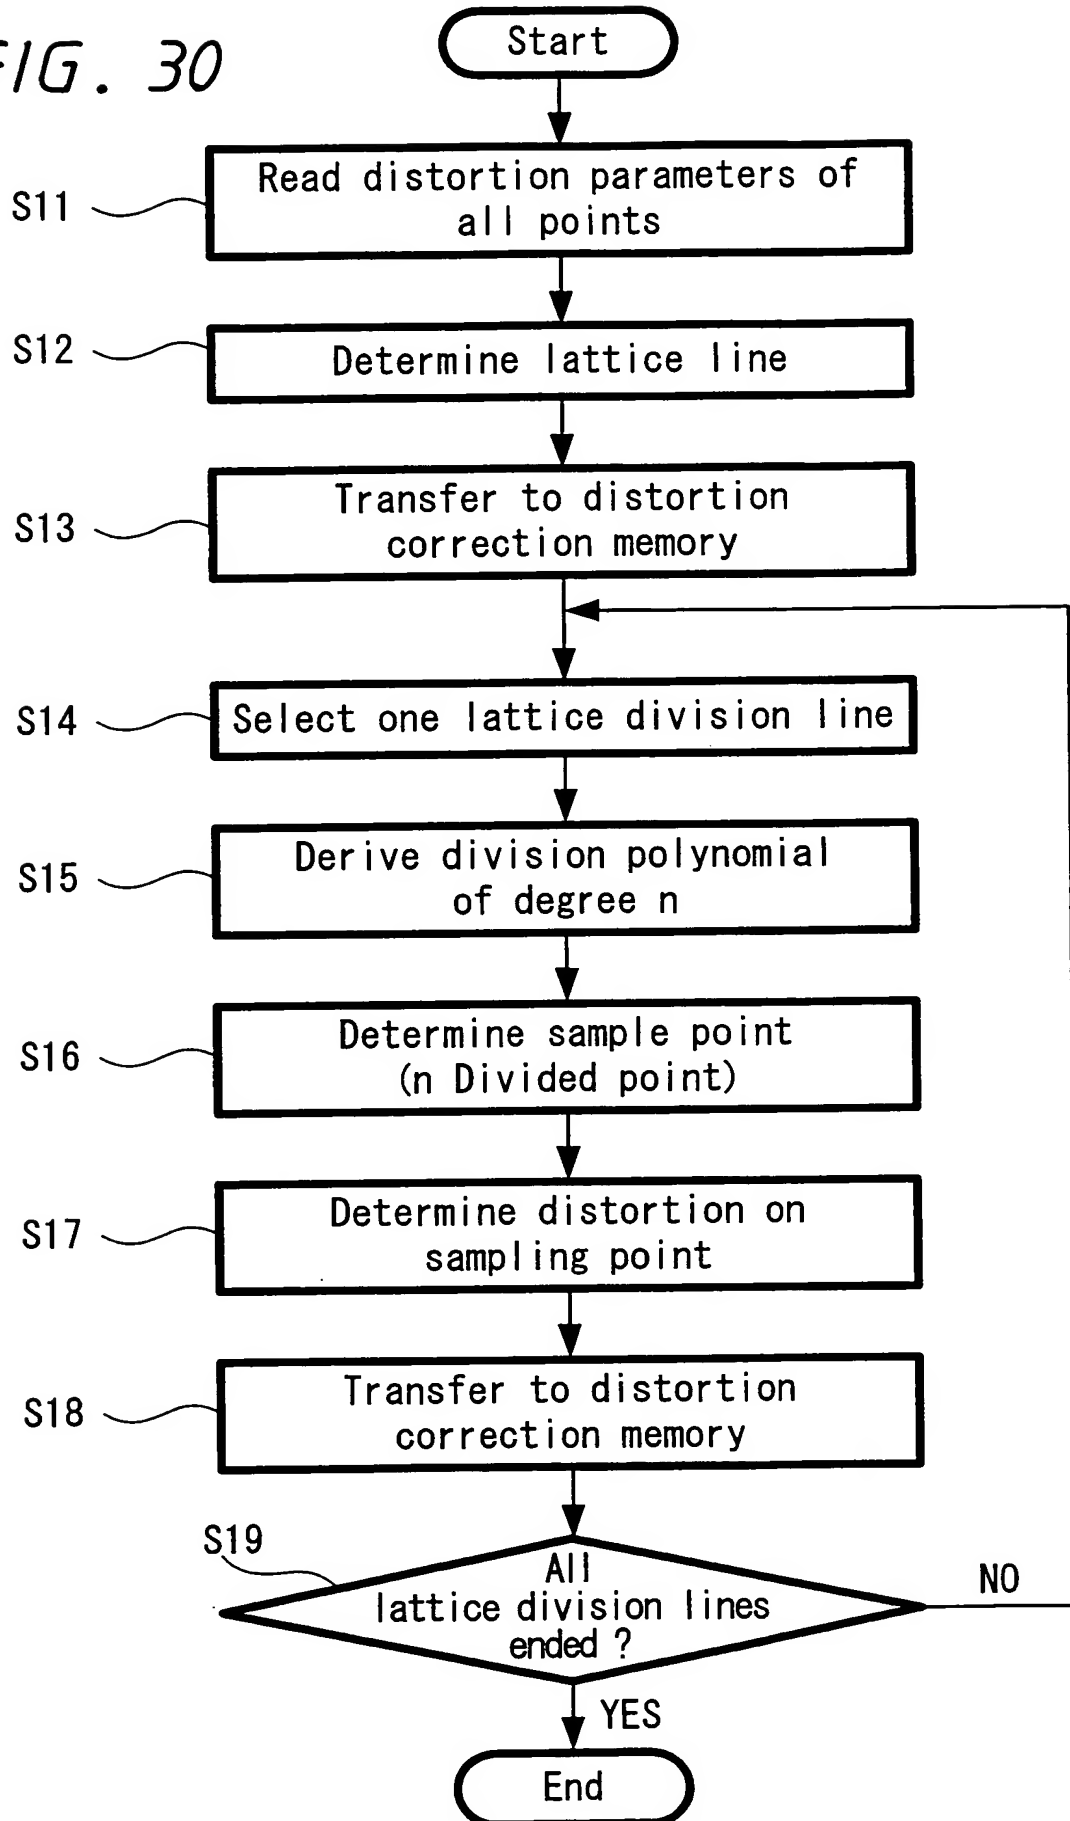 FIG. 30
Start
S11
Read distortion parameters of
all points
S12
Determine lattice line
S13
Transfer to distortion
correction memory
S14
Select one lattice division line
S15
Derive division polynomial
of degree n
S16
Determine sample point
(n Divided point)
S17
Determine distortion on
sampling point
S18
Transfer to distortion
correction memory
S19
All
lattice division lines
ended ?
NO
YES
End